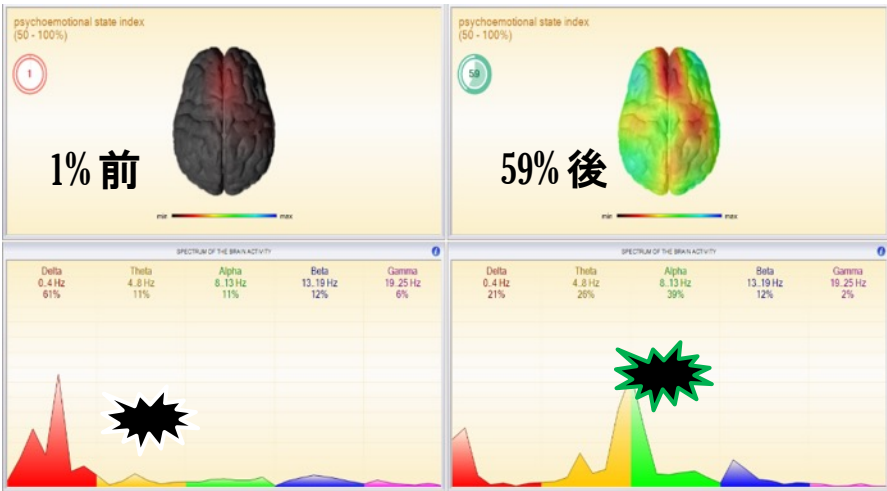 psychoemotional state index
(50 - 100%)
1
1% 前
min
max
psychoemotional state index
(50 - 100%)
59
59% 後
min
max
SPECTRUM OF THE BRAIN ACTIVITY
i
Delta
0..4 Hz
61%
Theta
4..8 Hz
11%
Alpha
8..13 Hz
11%
Beta
13..19 Hz
12%
Gamma
19..25 Hz
6%
SPECTRUM OF THE BRAIN ACTIVITY
i
Delta
0..4 Hz
21%
Theta
4..8 Hz
26%
Alpha
8..13 Hz
39%
Beta
13..19 Hz
12%
Gamma
19..25 Hz
2%